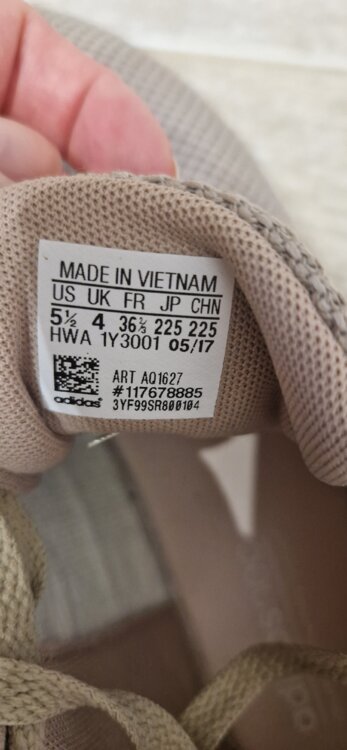 MADE IN VIETNAM
US UK FR JP CHN
5½ 4 36⅔ 225 225
HWA 1Y3001 05/17
ART AQ1627
#117678885
adidas 3YF99SR800104